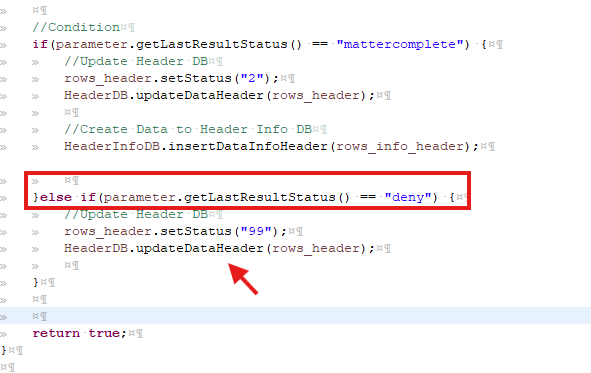 //Condition
if(parameter.getLastResultStatus() == "mattercomplete") {
//Update Header DB
rows_header.setStatus("2");
HeaderDB.updateDataHeader(rows_header);
//Create Data to Header Info DB
HeaderInfoDB.insertDataInfoHeader(rows_info_header);
}else if(parameter.getLastResultStatus() == "deny") {
//Update Header DB
rows_header.setStatus("99");
HeaderDB.updateDataHeader(rows_header);
}
return true;
}